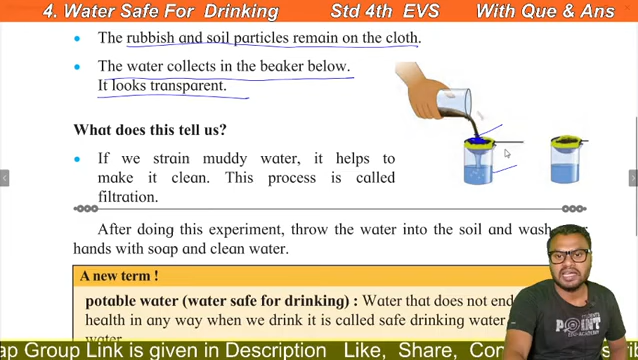 4. Water Safe For Drinking Std 4th EVS With Que & Ans
• The rubbish and soil particles remain on the cloth.
• The water collects in the beaker below.
It looks transparent.
What does this tell us?
• If we strain muddy water, it helps to
make it clean. This process is called
filtration.
After doing this experiment, throw the water into the soil and wash
hands with soap and clean water.
A new term !
potable water (water safe for drinking) : Water that does not end
health in any way when we drink it is called safe drinking water
water.
ap Group Link is given in Description Like, Share, Com
POINT